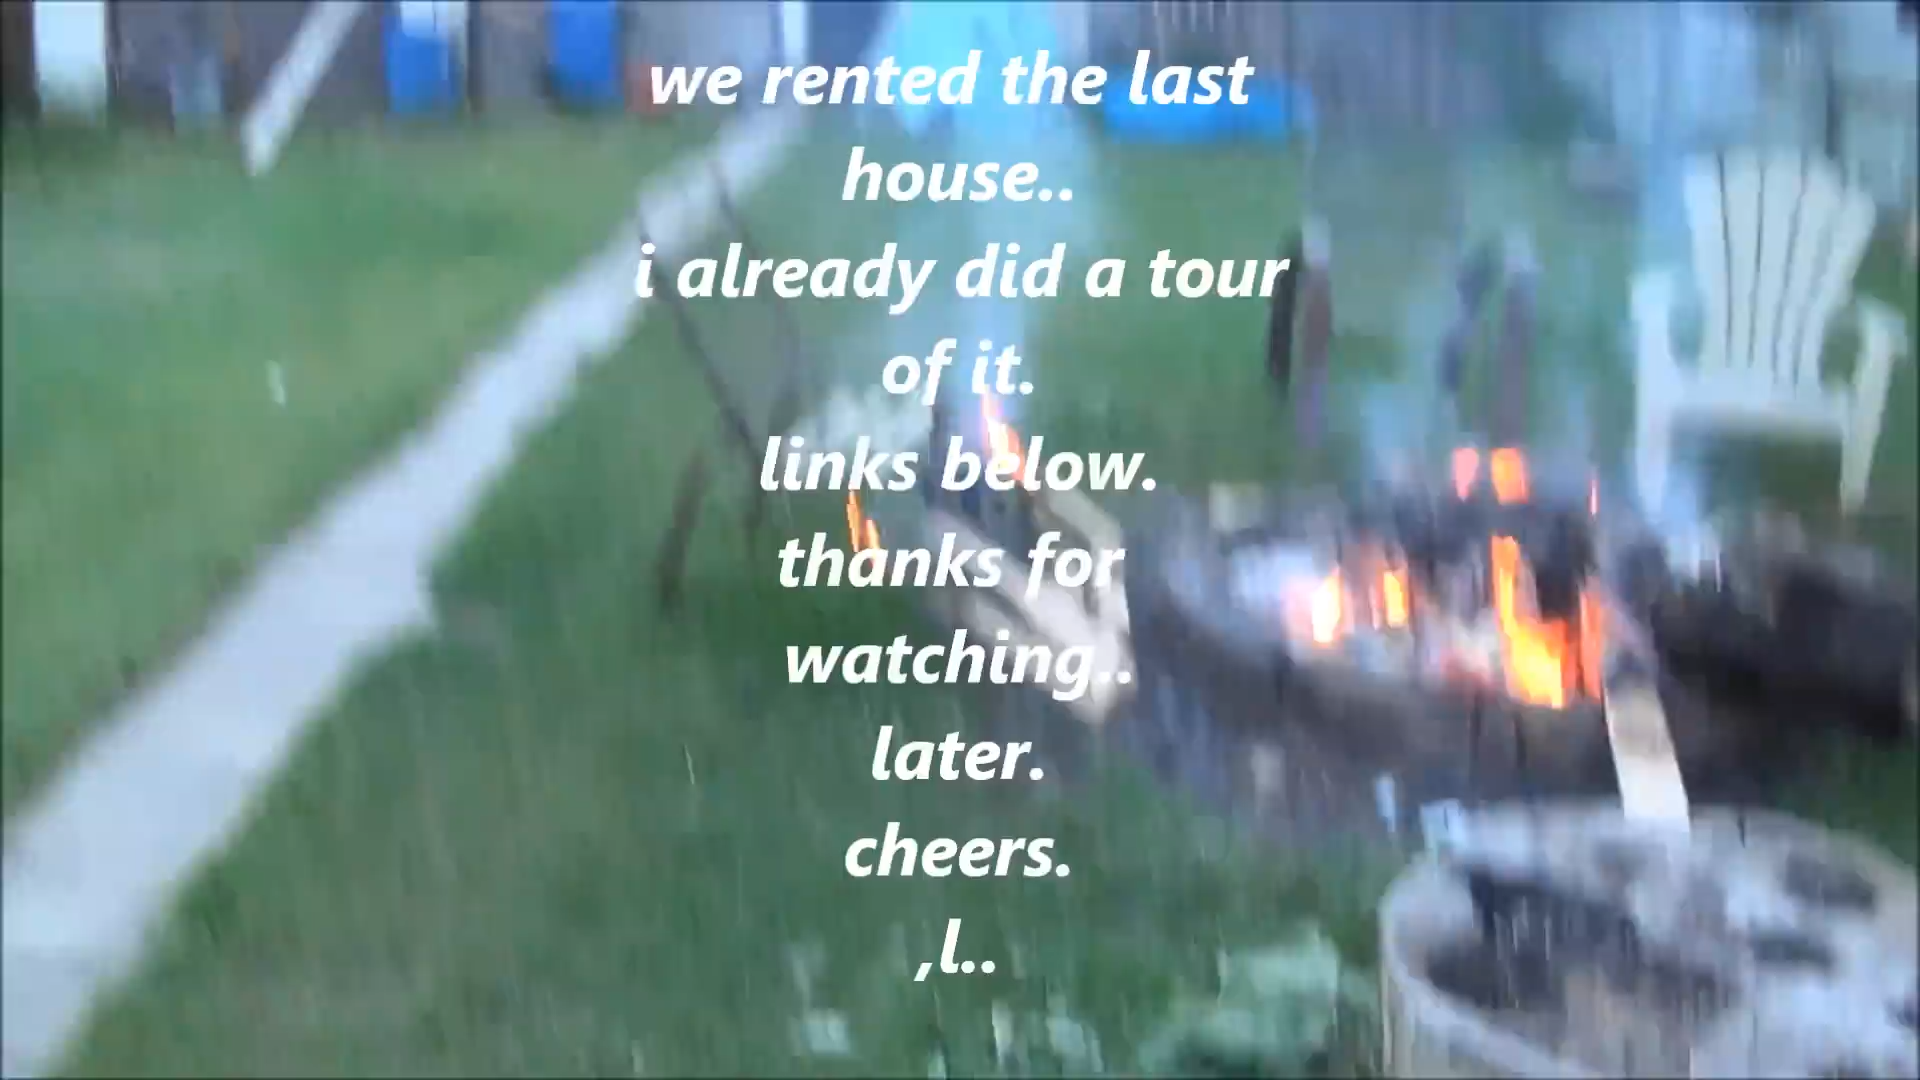 we rented the last
house..
i already did a tour
of it.
links below.
thanks for
watching..
later.
cheers.
,l..